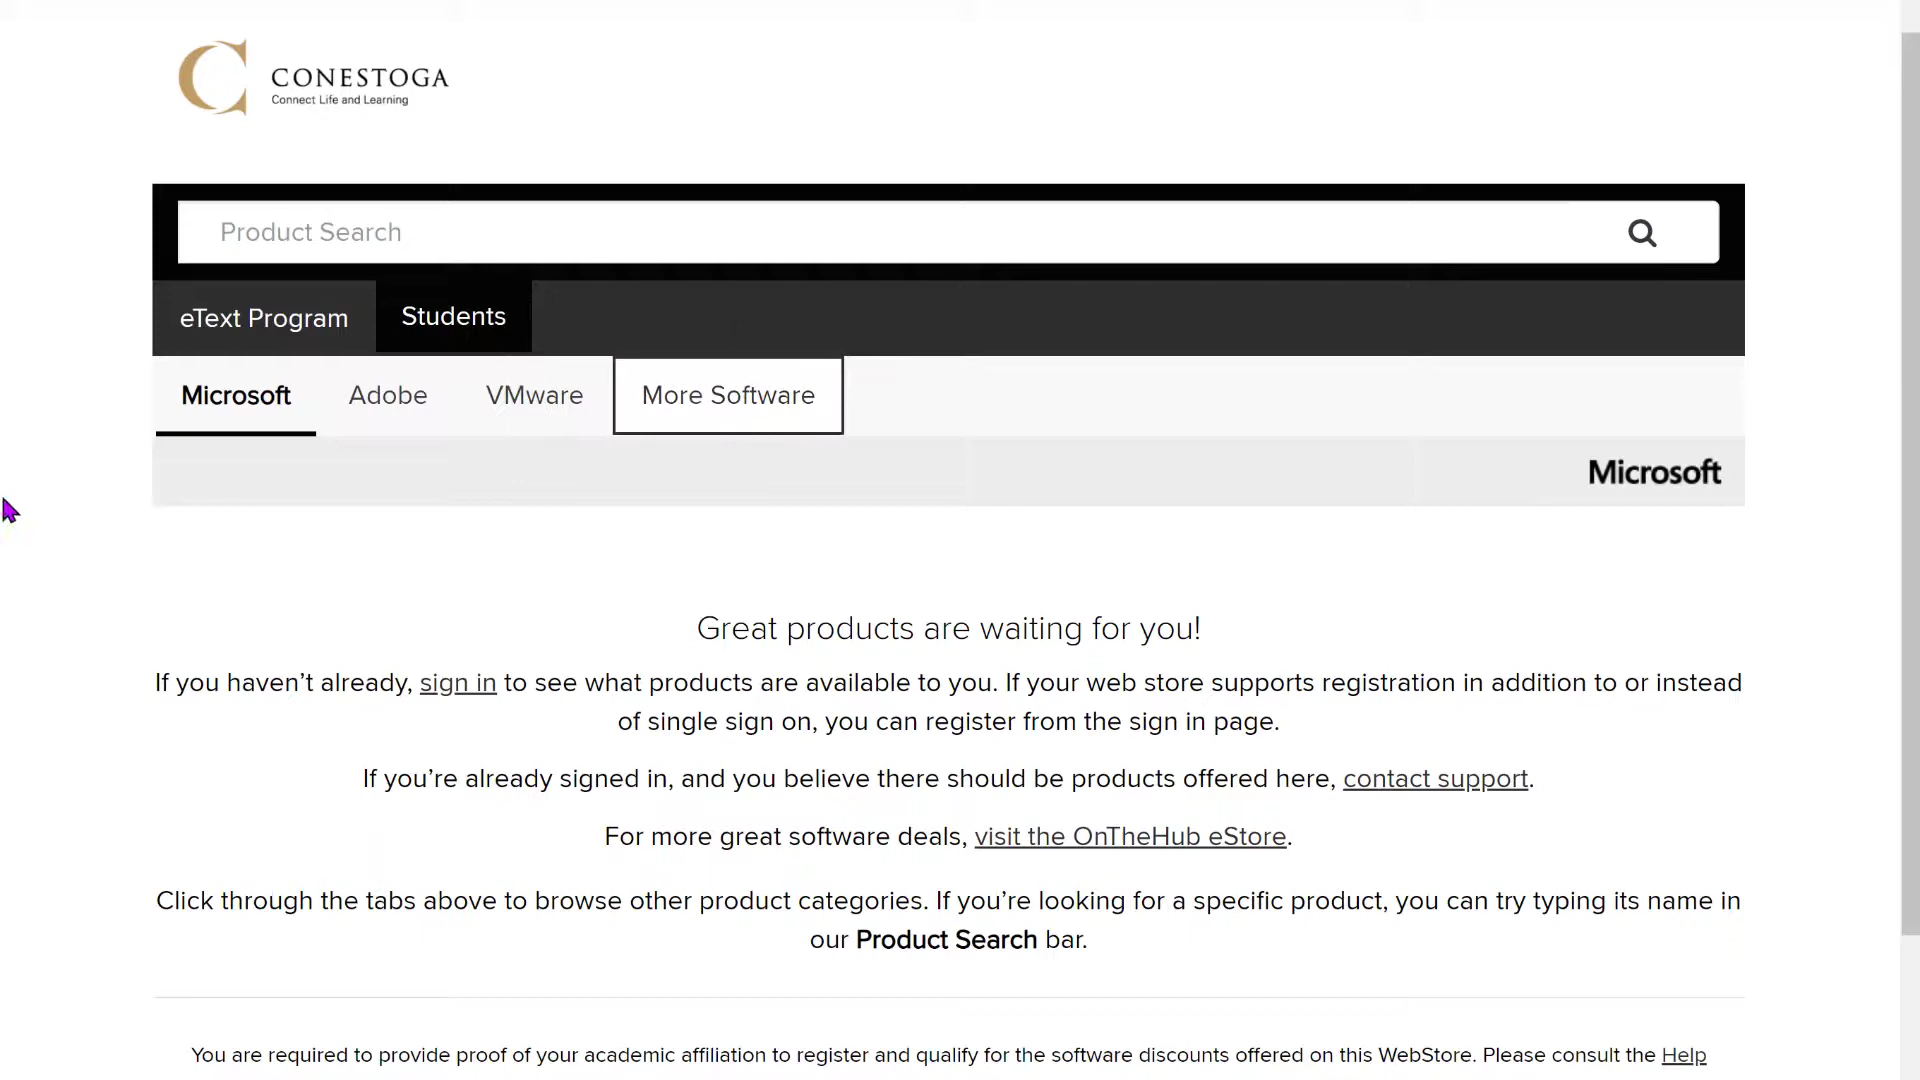 CONESTOGA
Connect Life and Learning
Product Search
eText Program
Students
Microsoft
Adobe
VMware
More Software
Microsoft
Great products are waiting for you!
If you haven’t already, sign in to see what products are available to you. If your web store supports registration in addition to or instead
of single sign on, you can register from the sign in page.
If you’re already signed in, and you believe there should be products offered here, contact support.
For more great software deals, visit the OnTheHub eStore.
Click through the tabs above to browse other product categories. If you’re looking for a specific product, you can try typing its name in
our Product Search bar.
You are required to provide proof of your academic affiliation to register and qualify for the software discounts offered on this WebStore. Please consult the Help